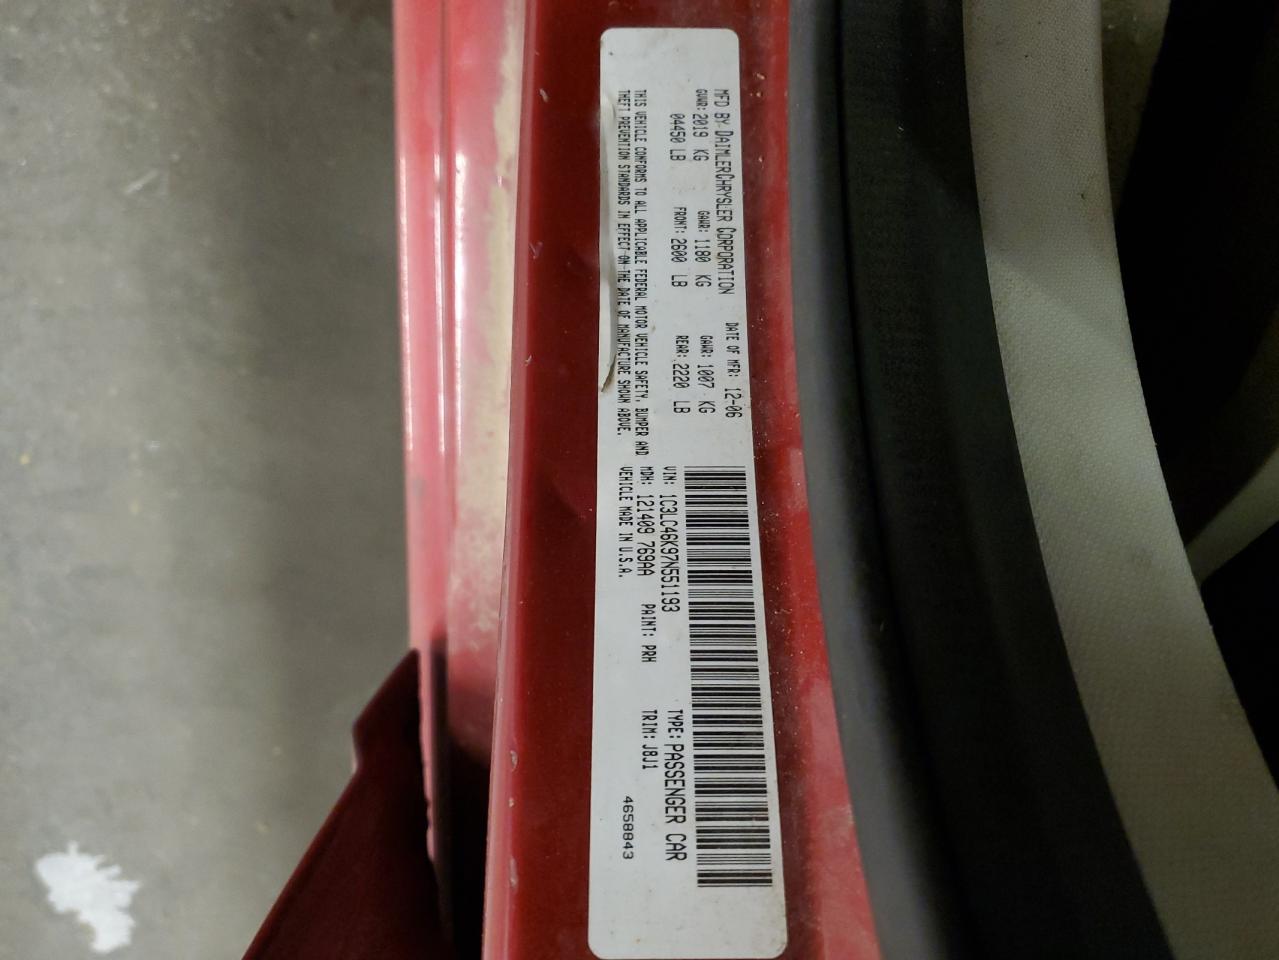 MFD BY DAIMLERCHRYSLER CORPORATION DATE OF MFR: 12-06
GVWR: 2019 KG GAWR: 1180 KG GAWR: 1007 KG
04450 LB FRONT: 2600 LB REAR: 2220 LB
THIS VEHICLE CONFORMS TO ALL APPLICABLE FEDERAL MOTOR VEHICLE SAFETY, BUMPER AND
THEFT PREVENTION STANDARDS IN EFFECT ON THE DATE OF MANUFACTURE SHOWN ABOVE.
VIN: 1C3LC46K97N551193 TYPE: PASSENGER CAR
MDH: 121409 769AA PAINT: PRH TRIM: J8J1
VEHICLE MADE IN U.S.A. 4658843